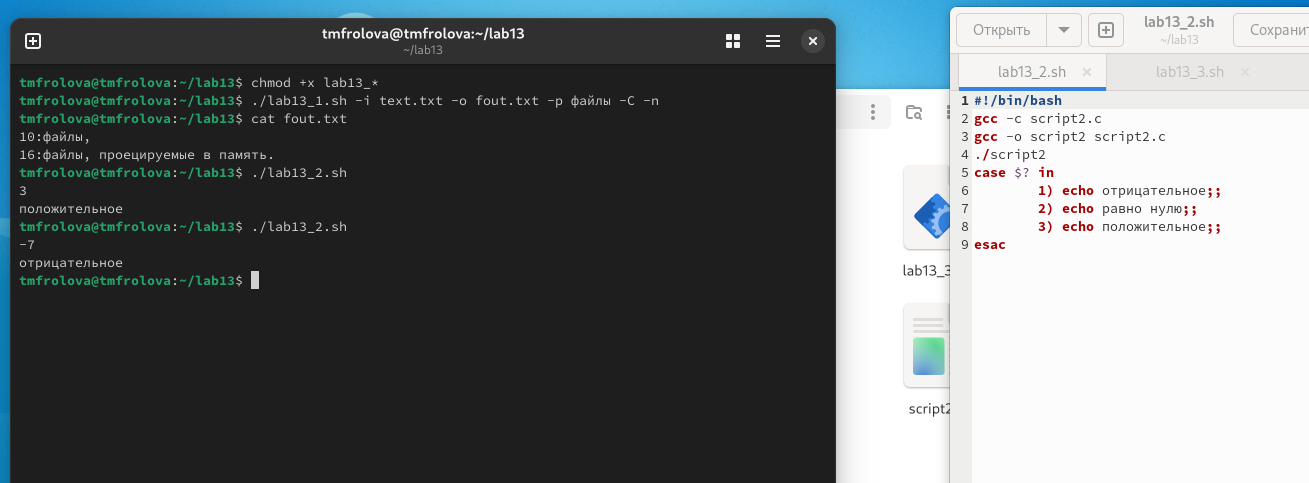 tmfrolova@tmfrolova:~/lab13
~/lab13
tmfrolova@tmfrolova:~/lab13$ chmod +x lab13_*
tmfrolova@tmfrolova:~/lab13$ ./lab13_1.sh -i text.txt -o fout.txt -p файлы -C -n
tmfrolova@tmfrolova:~/lab13$ cat fout.txt
10:файлы,
16:файлы, проецируемые в память.
tmfrolova@tmfrolova:~/lab13$ ./lab13_2.sh
3
положительное
tmfrolova@tmfrolova:~/lab13$ ./lab13_2.sh
-7
отрицательное
tmfrolova@tmfrolova:~/lab13$
lab13_3
script2
Открыть
lab13_2.sh
~/lab13
Сохранит
lab13_2.sh
lab13_3.sh
1 #!/bin/bash
2 gcc -c script2.c
3 gcc -o script2 script2.c
4 ./script2
5 case $? in
6 1) echo отрицательное;;
7 2) echo равно нулю;;
8 3) echo положительное;;
9 esac